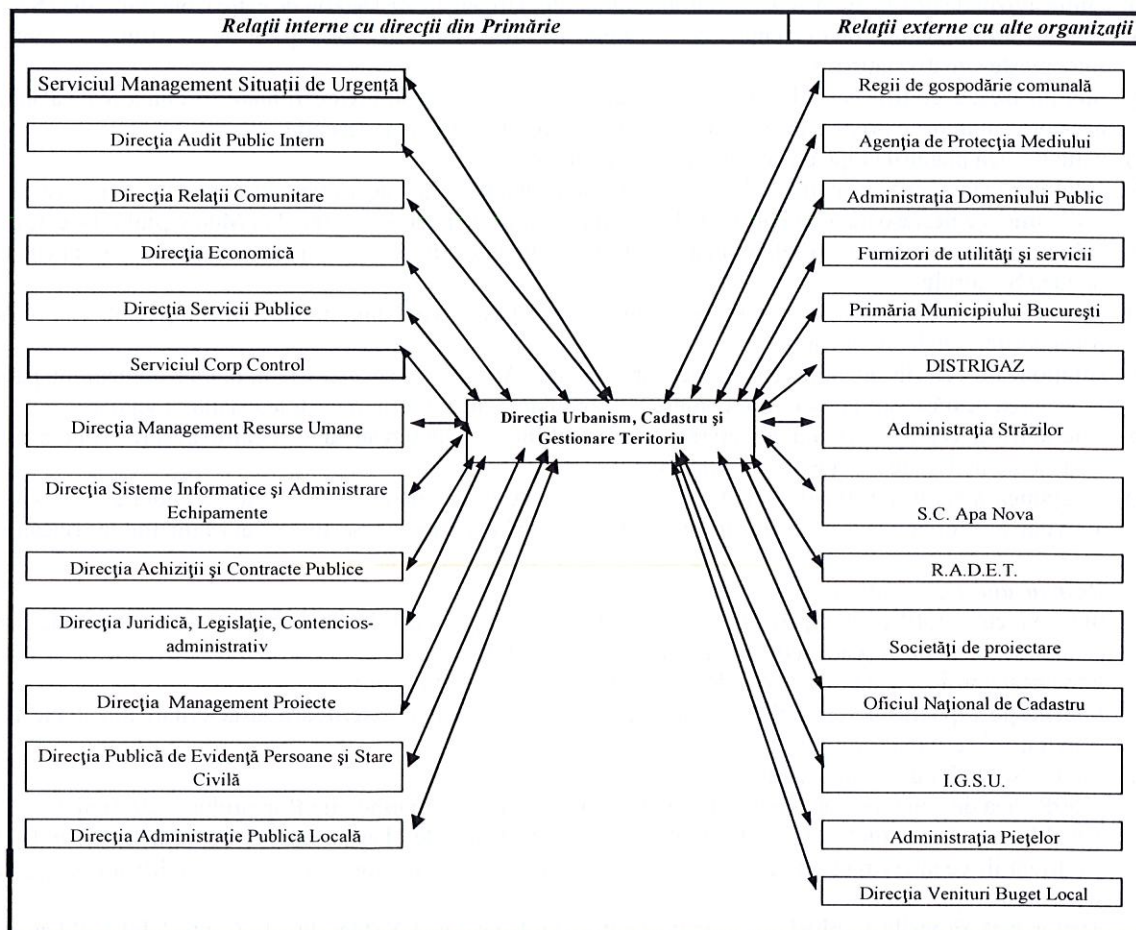 Relații interne cu direcții din Primărie
Relații externe cu alte organizații
Serviciul Management Situații de Urgență
Direcția Audit Public Intern
Direcția Relații Comunitare
Direcția Economică
Direcția Servicii Publice
Serviciul Corp Control
Direcția Management Resurse Umane
Direcția Sisteme Informatice și Administrare
Echipamente
Direcția Achiziții și Contracte Publice
Direcția Juridică, Legislație, Contencios-
administrativ
Direcția Management Proiecte
Direcția Publică de Evidență Persoane și Stare
Civilă
Direcția Administrație Publică Locală
Direcția Urbanism, Cadastru și
Gestionare Teritoriu
Regii de gospodărie comunală
Agenția de Protecția Mediului
Administrația Domeniului Public
Furnizori de utilități și servicii
Primăria Municipiului București
DISTRIGAZ
Administrația Străzilor
S.C. Apa Nova
R.A.D.E.T.
Societăți de proiectare
Oficiul Național de Cadastru
I.G.S.U.
Administrația Piețelor
Direcția Venituri Buget Local